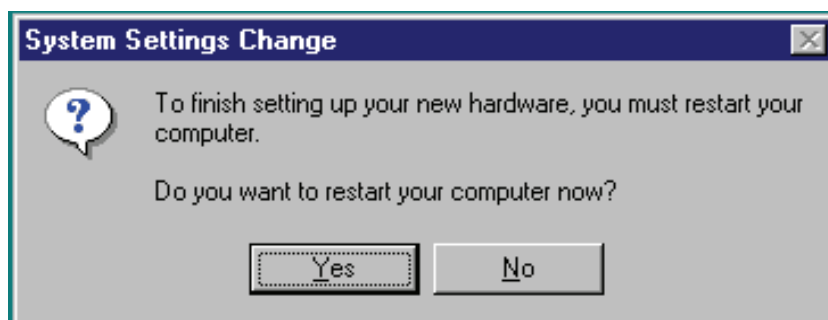 System Settings Change
To finish setting up your new hardware, you must restart your
computer.
Do you want to restart your computer now?
Yes
No